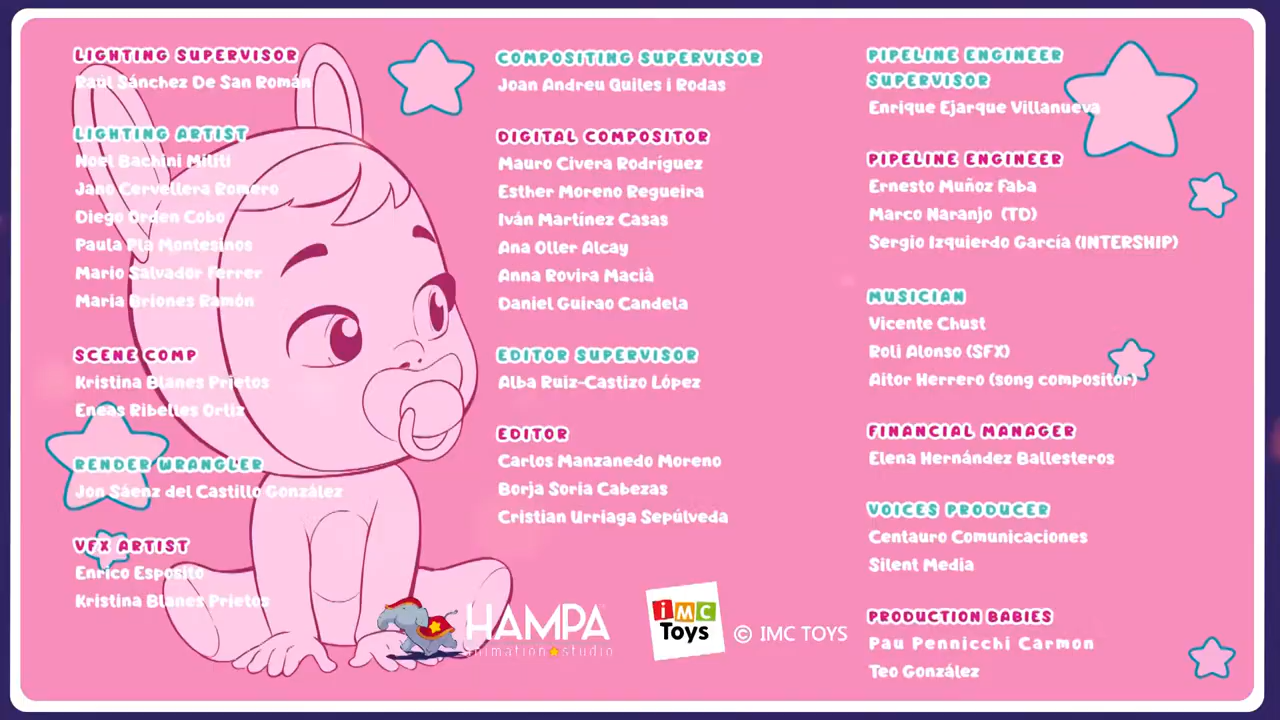 LIGHTING SUPERVISOR
Raúl Sánchez De San Román
LIGHTING ARTIST
Noel Bachini Militi
Jano Cervellera Romero
Diego Orden Cobo
Paula Pla Montesinos
Mario Salvador Ferrer
Maria Briones Ramón
SCENE COMP
Kristina Blanes Prietos
Eneas Ribelles Ortiz
RENDER WRANGLER
Jon Sáenz del Castillo González
VFX ARTIST
Enrico Esposito
Kristina Blanes Prietos
COMPOSITING SUPERVISOR
Joan Andreu Quiles i Rodas
DIGITAL COMPOSITOR
Mauro Civera Rodríguez
Esther Moreno Regueira
Iván Martínez Casas
Ana Oller Alcay
Anna Rovira Macià
Daniel Guirao Candela
EDITOR SUPERVISOR
Alba Ruiz-Castizo López
EDITOR
Carlos Manzanedo Moreno
Borja Soria Cabezas
Cristian Urriaga Sepúlveda
PIPELINE ENGINEER
SUPERVISOR
Enrique Ejarque Villanueva
PIPELINE ENGINEER
Ernesto Muñoz Faba
Marco Naranjo (TD)
Sergio Izquierdo García (INTERSHIP)
MUSICIAN
Vicente Chust
Roli Alonso (SFX)
Aitor Herrero (song compositor)
FINANCIAL MANAGER
Elena Hernández Ballesteros
VOICES PRODUCER
Centauro Comunicaciones
Silent Media
PRODUCTION BABIES
Pau Pennicchi Carmon
Teo González
HAMPA
animation studio
iMC
Toys
© IMC TOYS